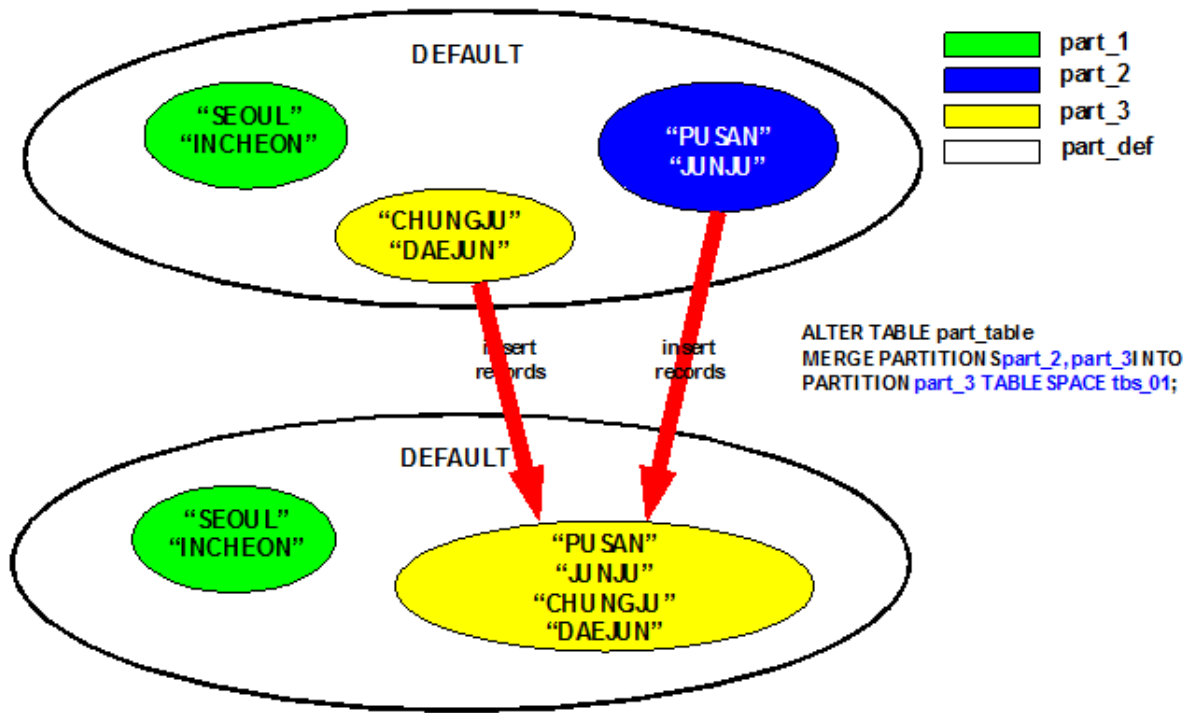 DEFAULT
“SEOUL”
“INCHEON”
“PUSAN”
“JUNJU”
“CHUNGJU”
“DAEJUN”
part_1
part_2
part_3
part_def
insert
records
insert
records
ALTER TABLE part_table
MERGE PARTITIONS part_2, part_3 INTO
PARTITION part_3 TABLESPACE tbs_01;
DEFAULT
“SEOUL”
“INCHEON”
“PUSAN”
“JUNJU”
“CHUNGJU”
“DAEJUN”